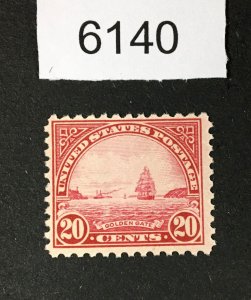 6140
UNITED STATES POSTAGE
GOLDEN GATE
20 CENTS 20